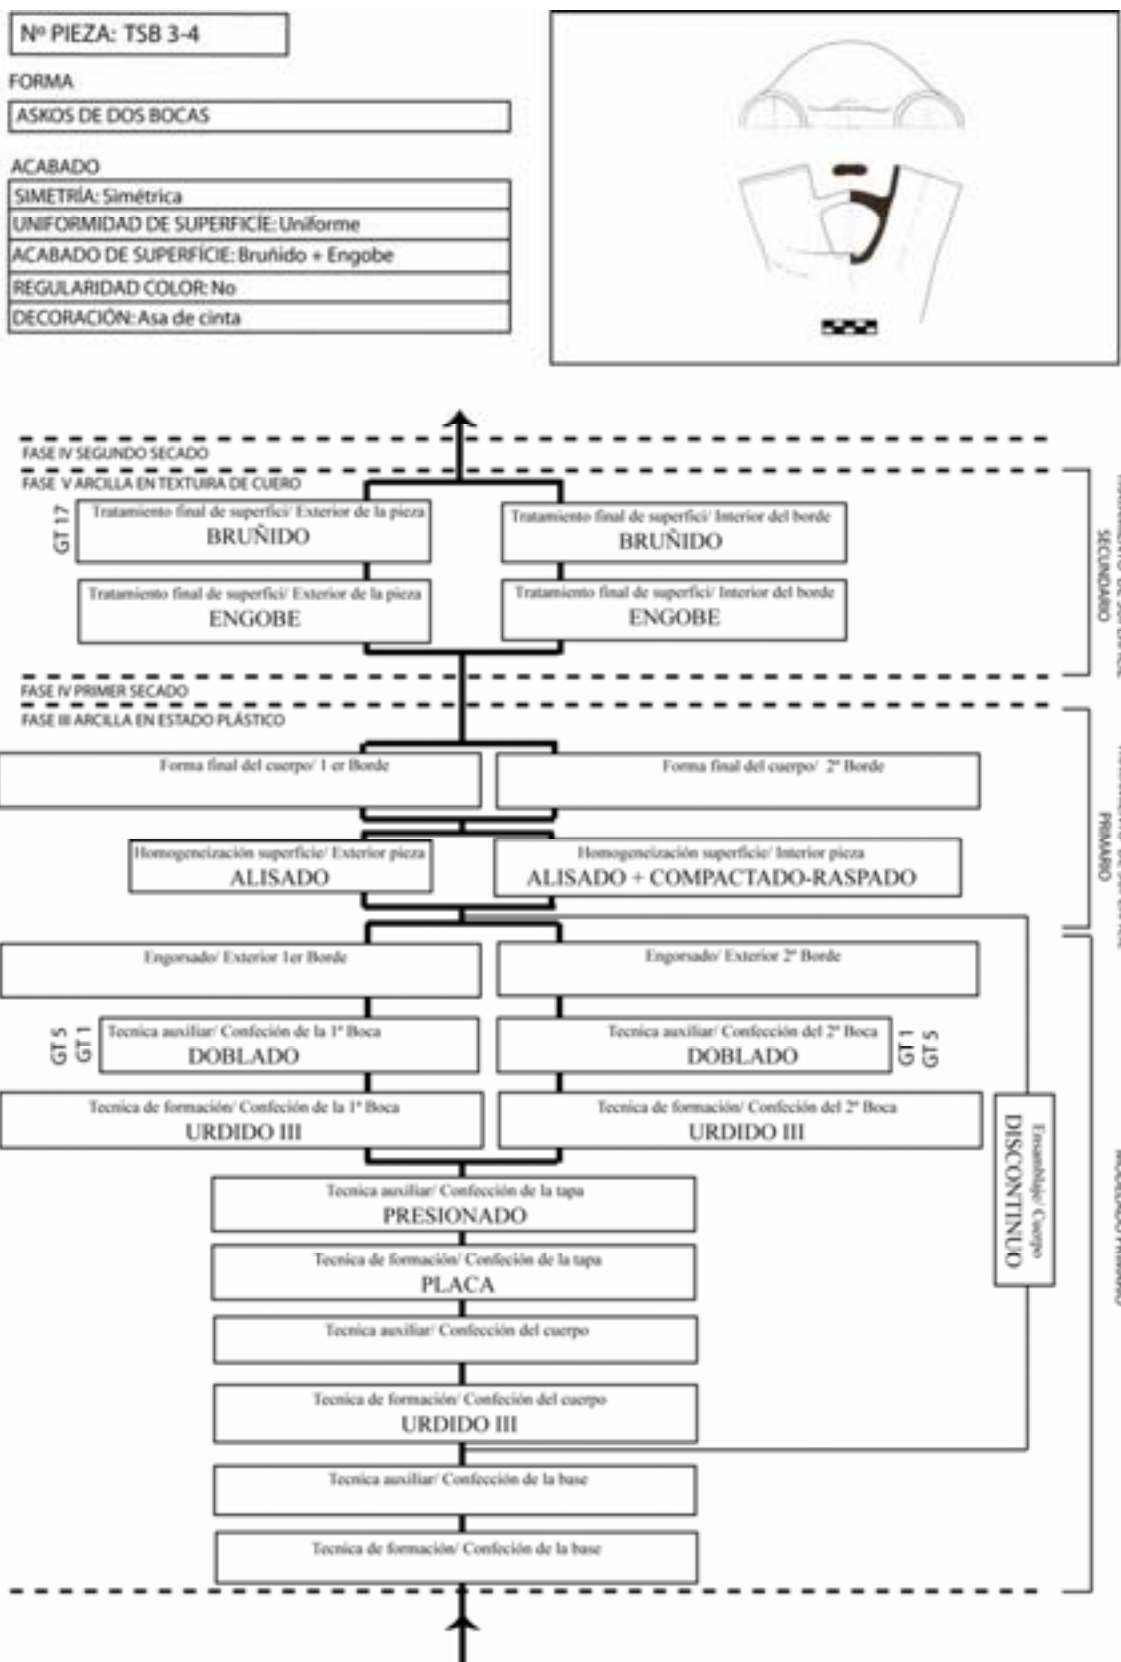 Nº PIEZA: TSB 3-4
FORMA
ASKOS DE DOS BOCAS
ACABADO
SIMETRÍA: Simétrica
UNIFORMIDAD DE SUPERFICÍE: Uniforme
ACABADO DE SUPERFÍCIE: Bruñido + Engobe
REGULARIDAD COLOR: No
DECORACIÓN: Asa de cinta
FASE IV SEGUNDO SECADO
FASE V ARCILLA EN TEXTUIRA DE CUERO
GT 17
Tratamiento final de superfici/ Exterior de la pieza
BRUÑIDO
Tratamiento final de superfici/ Interior del borde
BRUÑIDO
Tratamiento final de superfici/ Exterior de la pieza
ENGOBE
Tratamiento final de superfici/ Interior del borde
ENGOBE
SECUNDARIO
FASE IV PRIMER SECADO
FASE III ARCILLA EN ESTADO PLÁSTICO
Forma final del cuerpo/ 1 er Borde
Forma final del cuerpo/ 2º Borde
Homogeneización superficie/ Exterior pieza
ALISADO
Homogeneización superficie/ Interior pieza
ALISADO + COMPACTADO-RASPADO
PRIMARIO
Engorsado/ Exterior 1er Borde
Engorsado/ Exterior 2º Borde
GT 5
GT 1
Tecnica auxiliar/ Confeción de la 1ª Boca
DOBLADO
Tecnica auxiliar/ Confección del 2ª Boca
DOBLADO
GT 1
GT 5
Tecnica de formación/ Confeción de la 1ª Boca
URDIDO III
Tecnica de formación/ Confeción del 2ª Boca
URDIDO III
Ensamblaje/ Cuerpo
DISCONTINUO
Tecnica auxiliar/ Confección de la tapa
PRESIONADO
Tecnica de formación/ Confeción de la tapa
PLACA
Tecnica auxiliar/ Confección del cuerpo
Tecnica de formación/ Confeción del cuerpo
URDIDO III
Tecnica auxiliar/ Confección de la base
Tecnica de formación/ Confeción de la base